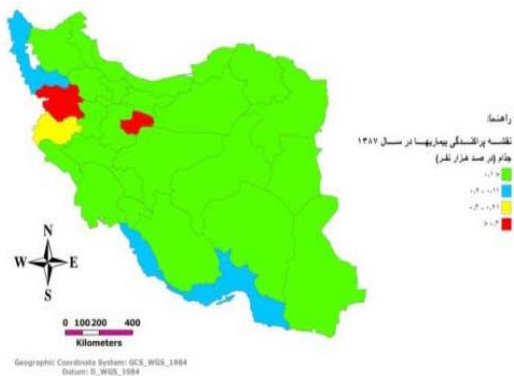 راهنما:
نقشه پراکندگی بیماریها در سال ۱۳۸۷
جذام (در صد هزار نفر)
۰,۱ >
۰,۲ - ۰,۱۱
۰,۳ - ۰,۲۱
۰,۳ <
N
W E
S
0 100 200 400
Kilometers
Geographic Coordinate System: GCS_WGS_1984
Datum: D_WGS_1984